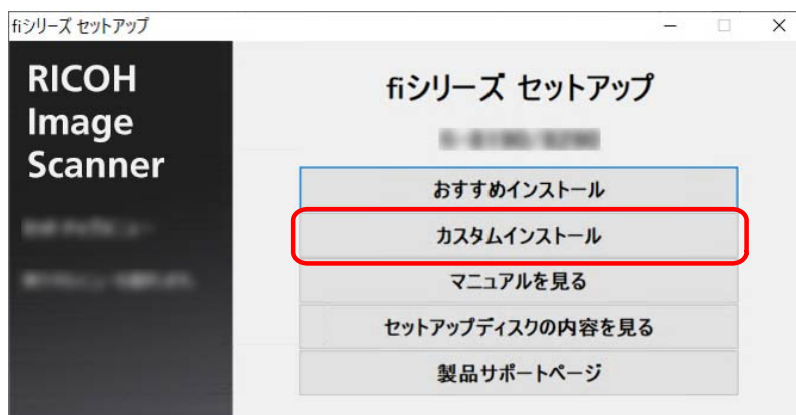 fiシリーズ セットアップ
RICOH
Image
Scanner
fiシリーズ セットアップ
おすすめインストール
カスタムインストール
マニュアルを見る
セットアップディスクの内容を見る
製品サポートページ